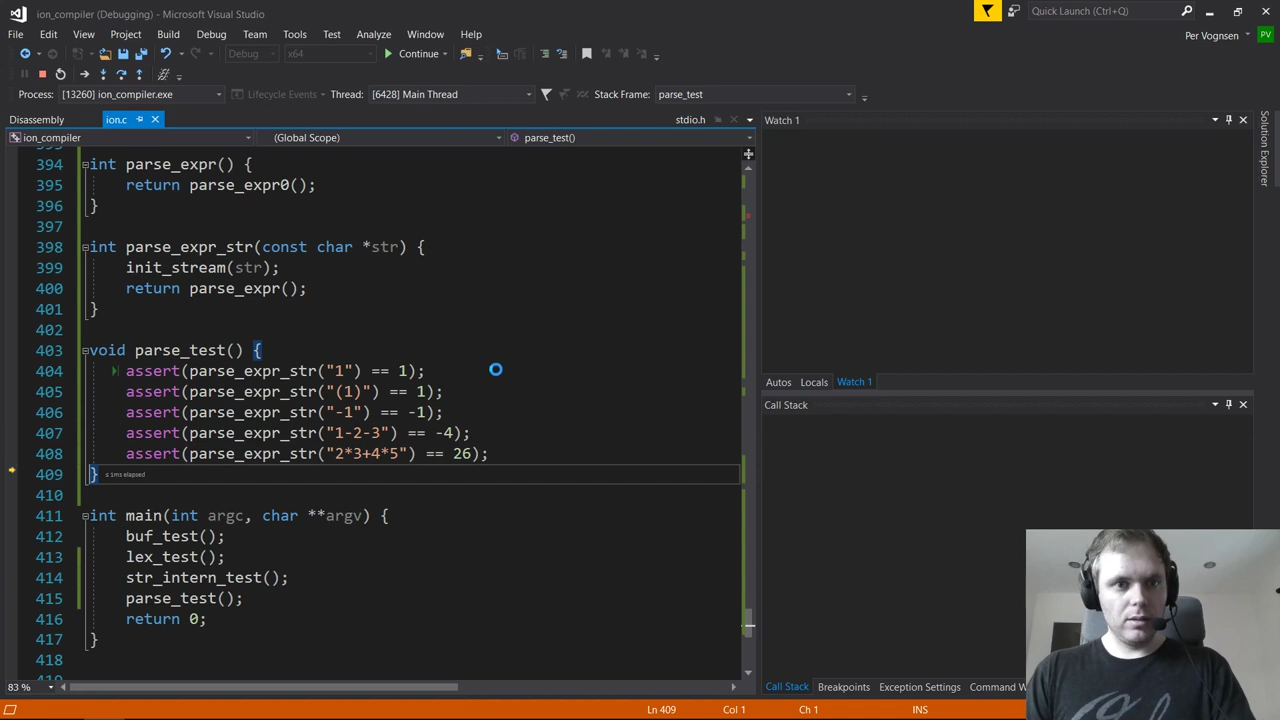 ion_compiler (Debugging) - Microsoft Visual Studio
Quick Launch (Ctrl+Q)
File Edit View Project Build Debug Team Tools Test Analyze Window Help
Per Vognsen PV
Debug x64 Continue
Process: [13260] ion_compiler.exe Lifecycle Events Thread: [6428] Main Thread Stack Frame: parse_test
Disassembly ion.c stdio.h Watch 1
ion_compiler (Global Scope) parse_test()
394 int parse_expr() {
395 return parse_expr0();
396 }
397
398 int parse_expr_str(const char *str) {
399 init_stream(str);
400 return parse_expr();
401 }
402
403 void parse_test() {
404 assert(parse_expr_str("1") == 1);
405 assert(parse_expr_str("(1)") == 1);
406 assert(parse_expr_str("-1") == -1);
407 assert(parse_expr_str("1-2-3") == -4);
408 assert(parse_expr_str("2*3+4*5") == 26);
409 } ≤ 1ms elapsed
410
411 int main(int argc, char **argv) {
412 buf_test();
413 lex_test();
414 str_intern_test();
415 parse_test();
416 return 0;
417 }
418
83 %
Autos Locals Watch 1
Call Stack
Call Stack Breakpoints Exception Settings Command W
Solution Explorer
Ln 409 Col 1 Ch 1 INS